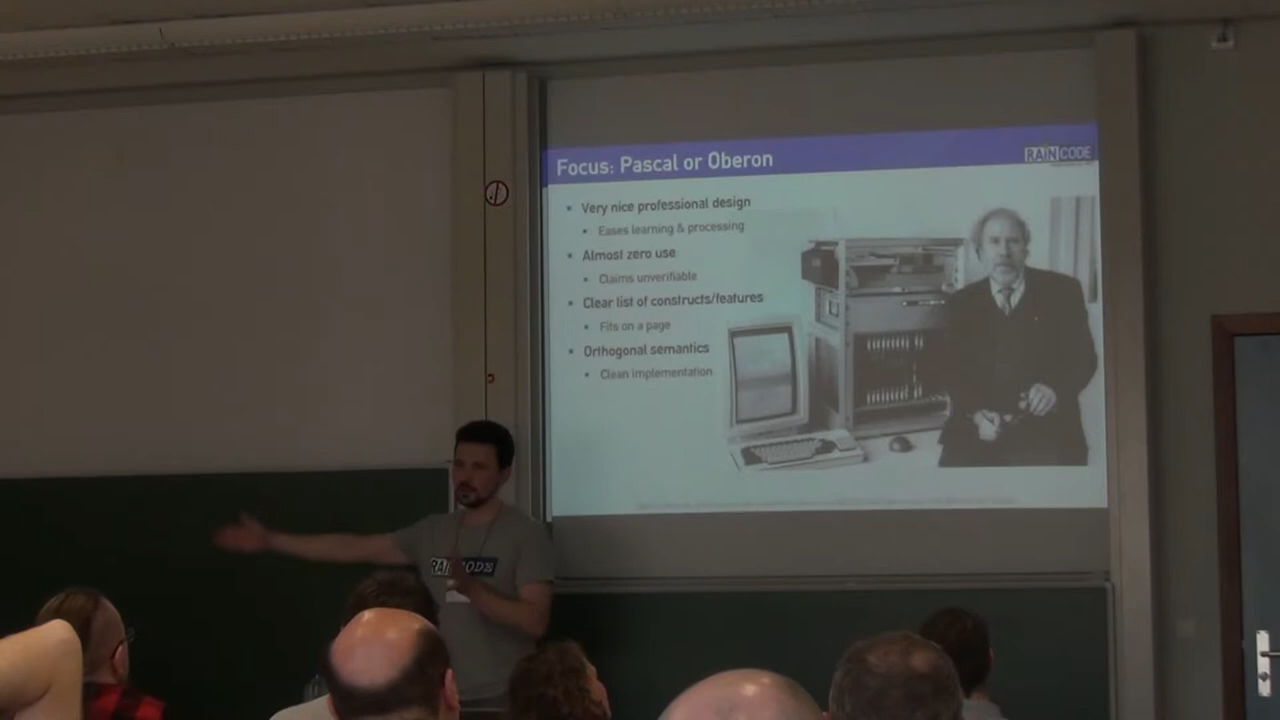 Focus: Pascal or Oberon
RAINCODE
Very nice professional design
Eases learning & processing
Almost zero use
Claims unverifiable
Clear list of constructs/features
Fits on a page
Orthogonal semantics
Clean implementation
RAINCODE